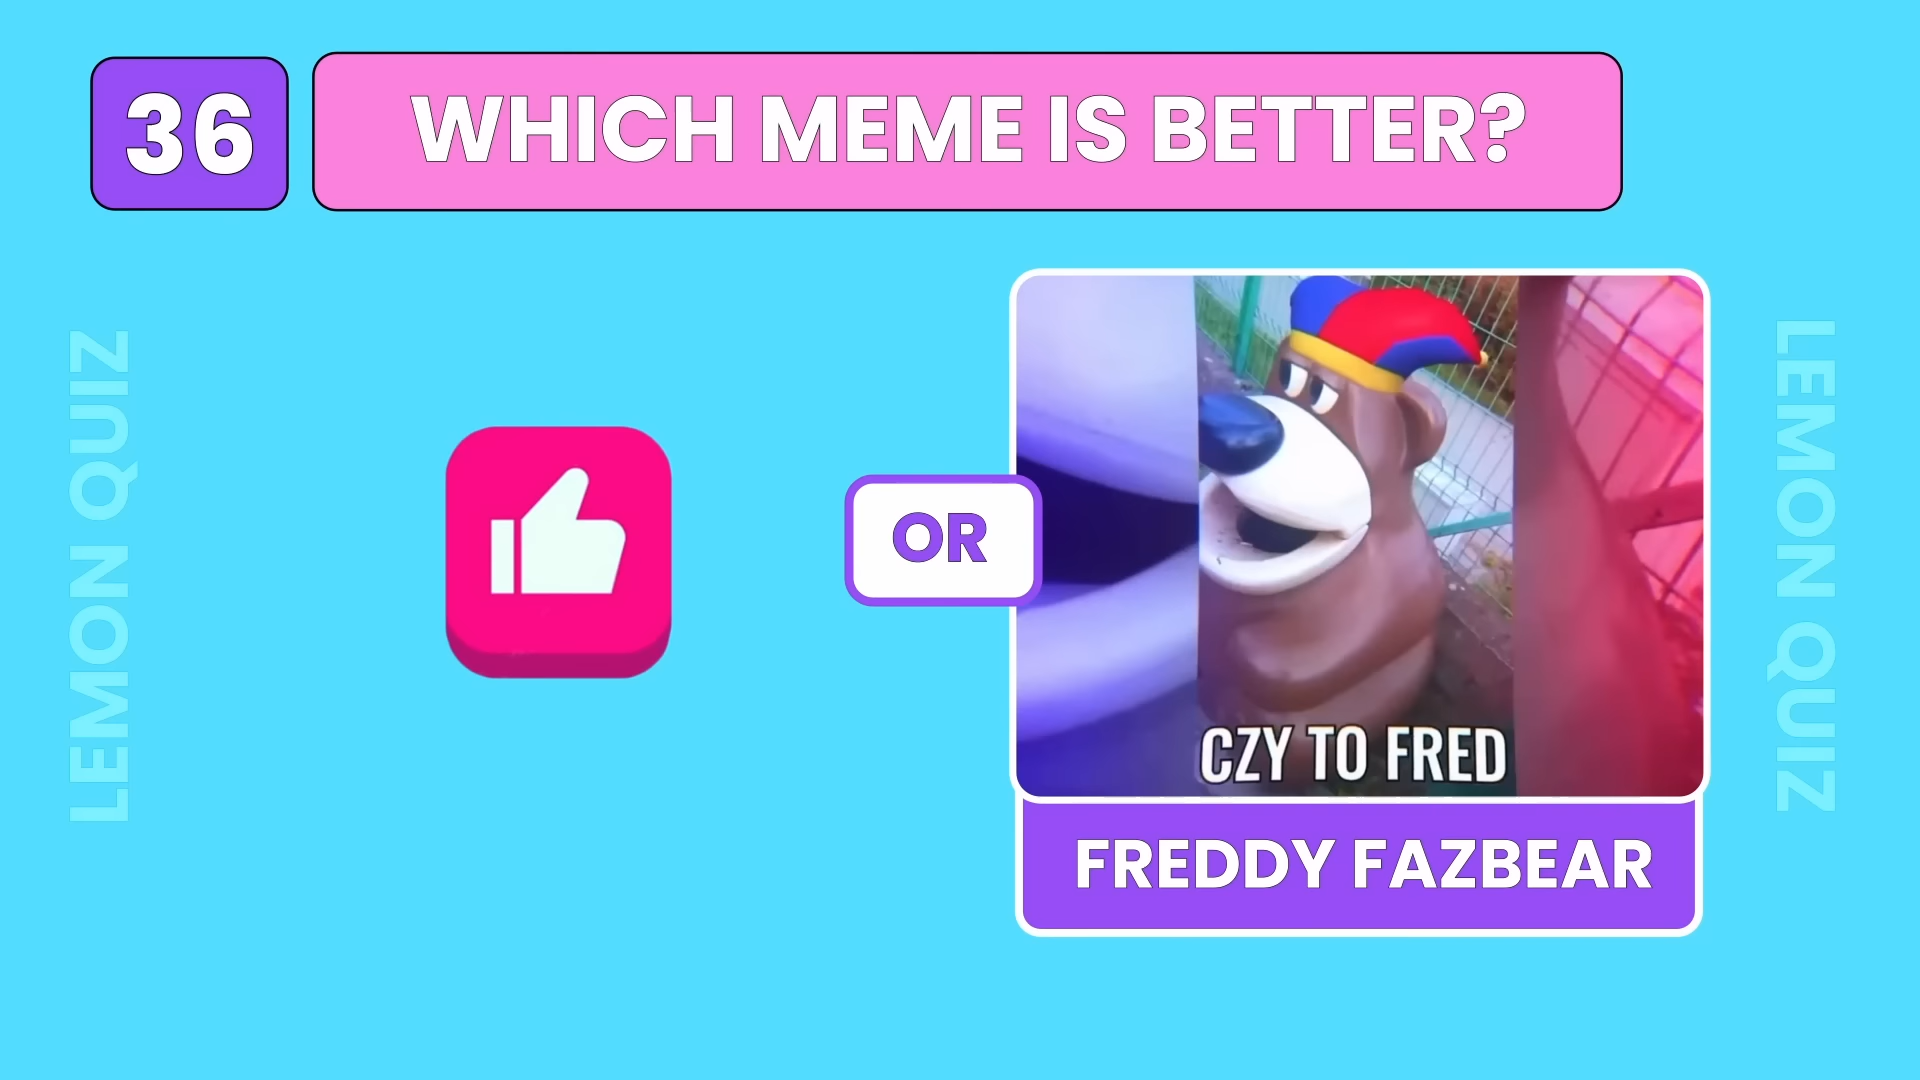 36
WHICH MEME IS BETTER?
LEMON QUIZ
OR
CZY TO FRED
FREDDY FAZBEAR
LEMON QUIZ